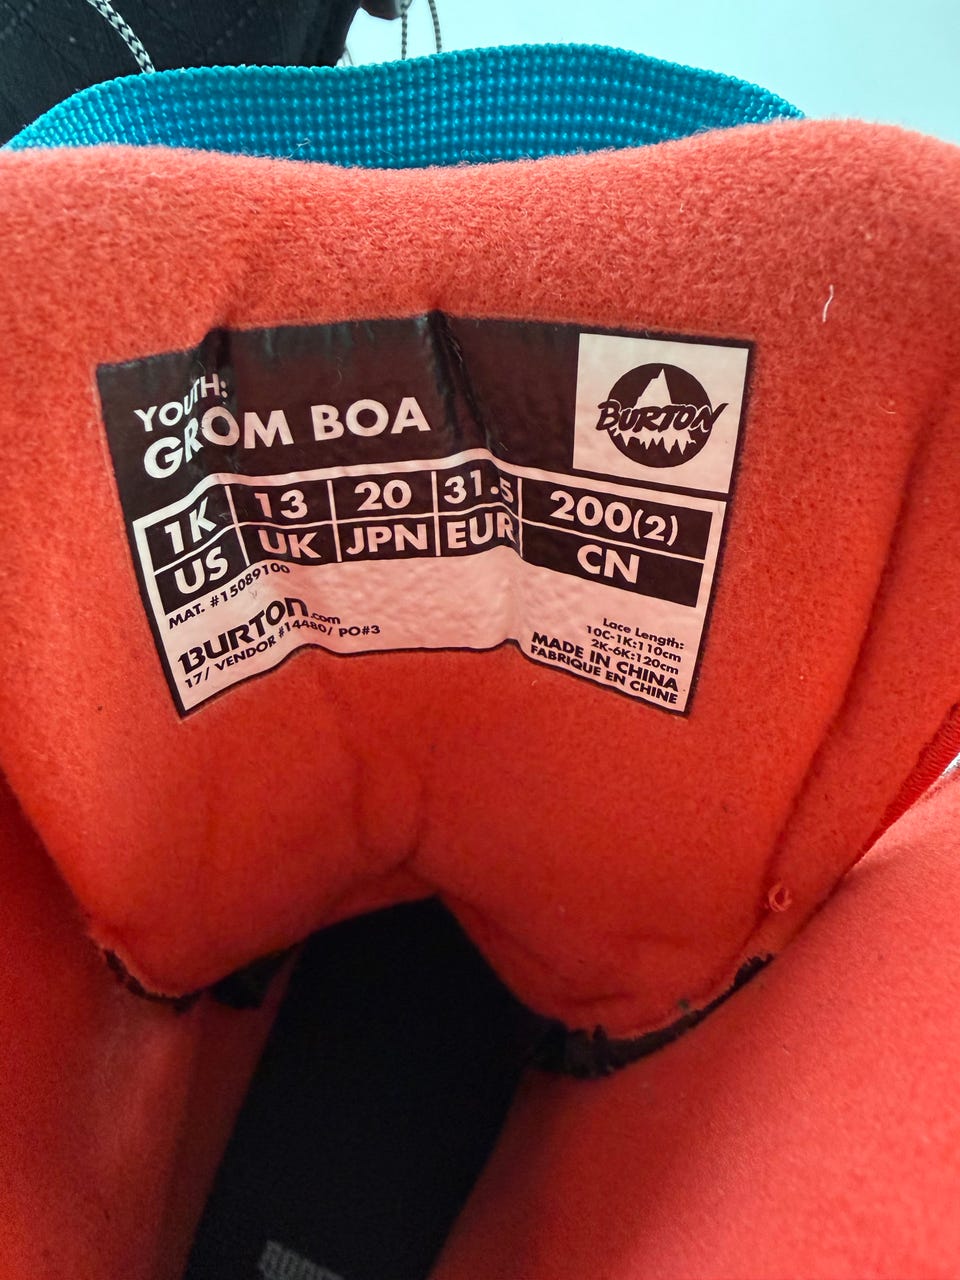 YOUTH:
GROM BOA
BURTON
1K 13 20 31.5 200(2)
US UK JPN EUR CN
MAT. #15089100
BURTON.com
17/ VENDOR #14480/ PO#3
Lace Length:
10C-1K:110cm
2K-6K:120cm
MADE IN CHINA
FABRIQUE EN CHINE